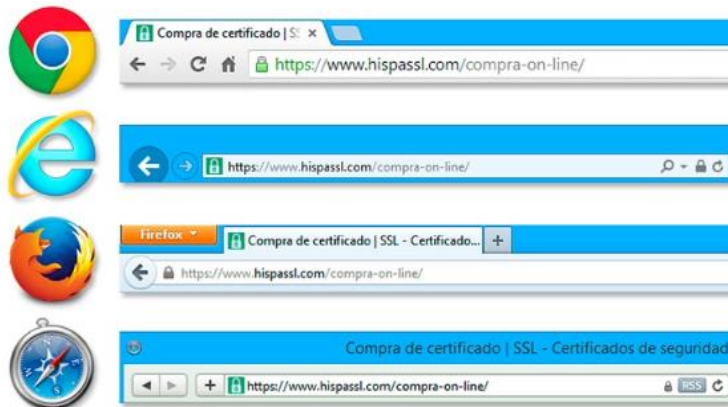 Compra de certificado | S
https://www.hispassl.com/compra-on-line/
https://www.hispassl.com/compra-on-line/
Firefox
Compra de certificado | SSL - Certificado...
https://www.hispassl.com/compra-on-line/
Compra de certificado | SSL - Certificados de seguridad
https://www.hispassl.com/compra-on-line/
RSS